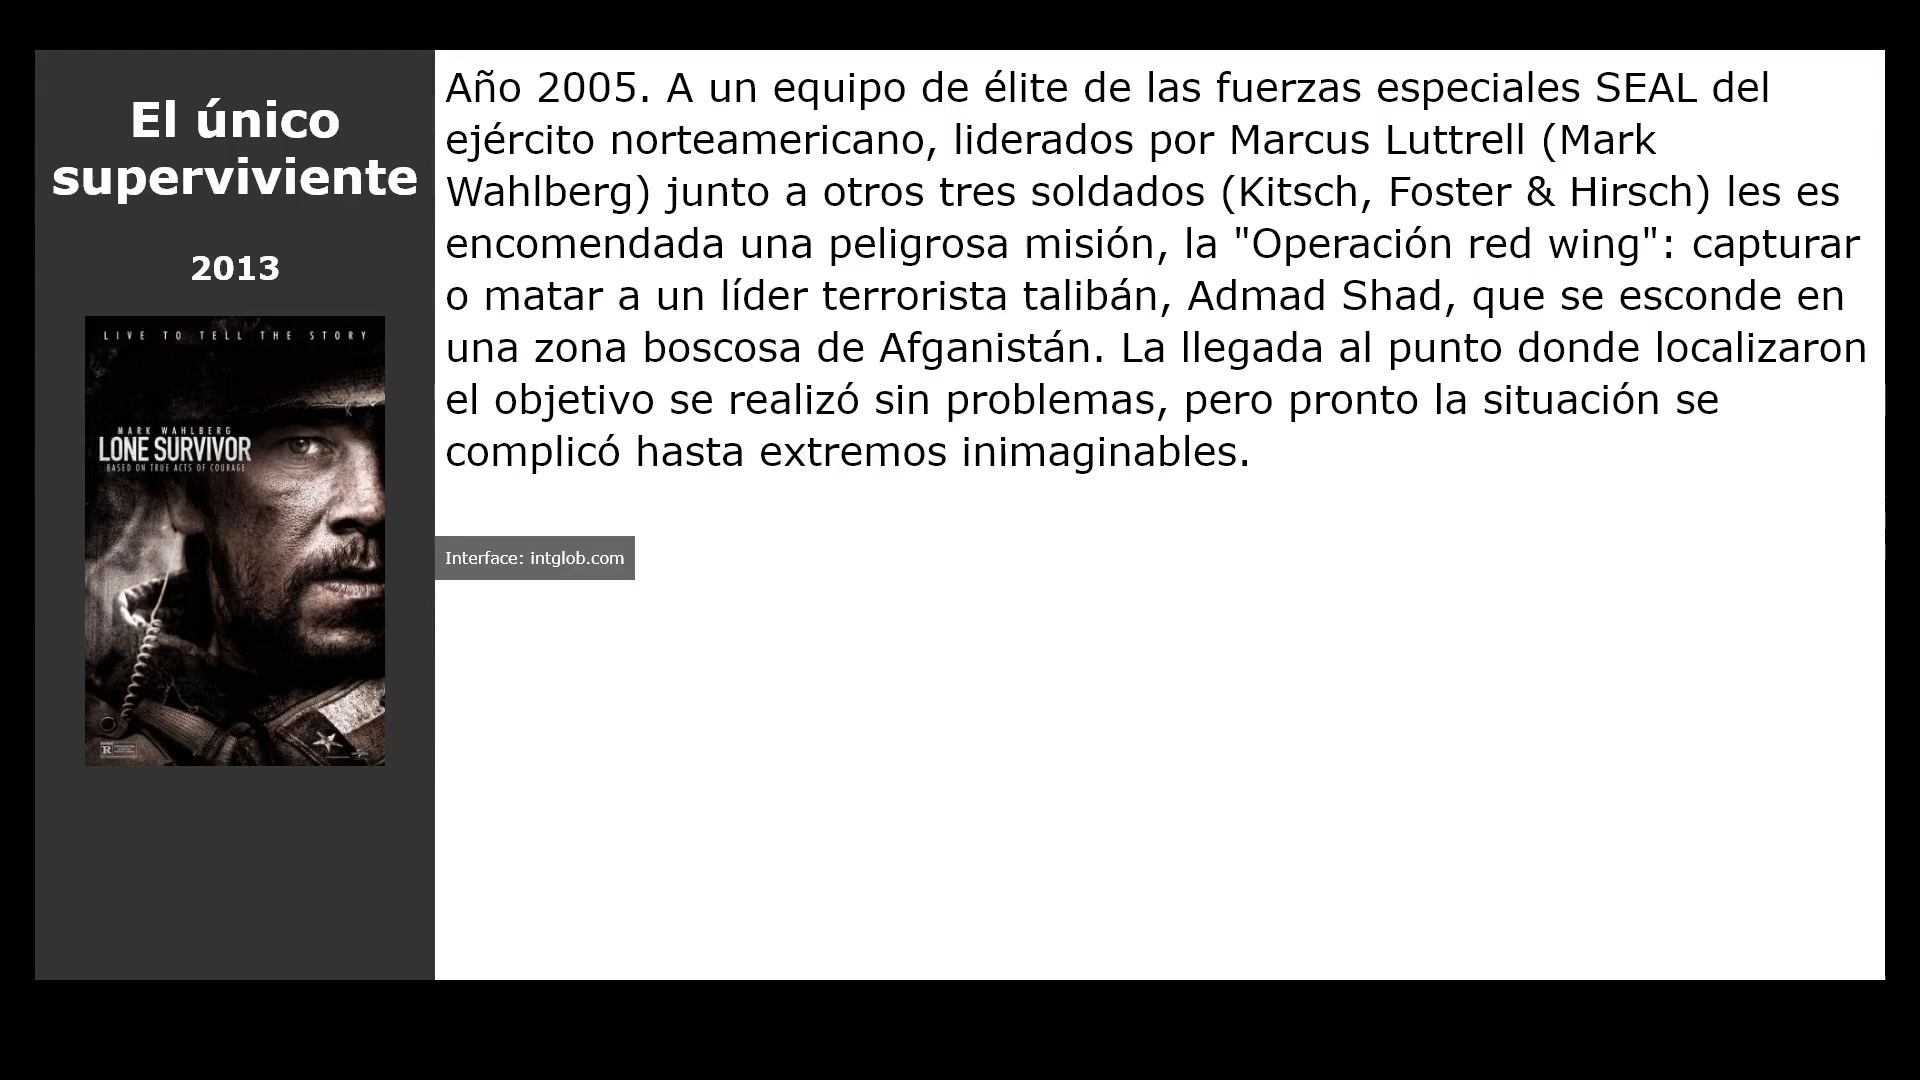 El único
superviviente
2013
LIVE TO TELL THE STORY
MARK WAHLBERG
LONE SURVIVOR
BASED ON TRUE ACTS OF COURAGE
R
Año 2005. A un equipo de élite de las fuerzas especiales SEAL del
ejército norteamericano, liderados por Marcus Luttrell (Mark
Wahlberg) junto a otros tres soldados (Kitsch, Foster & Hirsch) les es
encomendada una peligrosa misión, la "Operación red wing": capturar
o matar a un líder terrorista talibán, Admad Shad, que se esconde en
una zona boscosa de Afganistán. La llegada al punto donde localizaron
el objetivo se realizó sin problemas, pero pronto la situación se
complicó hasta extremos inimaginables.
Interface: intglob.com